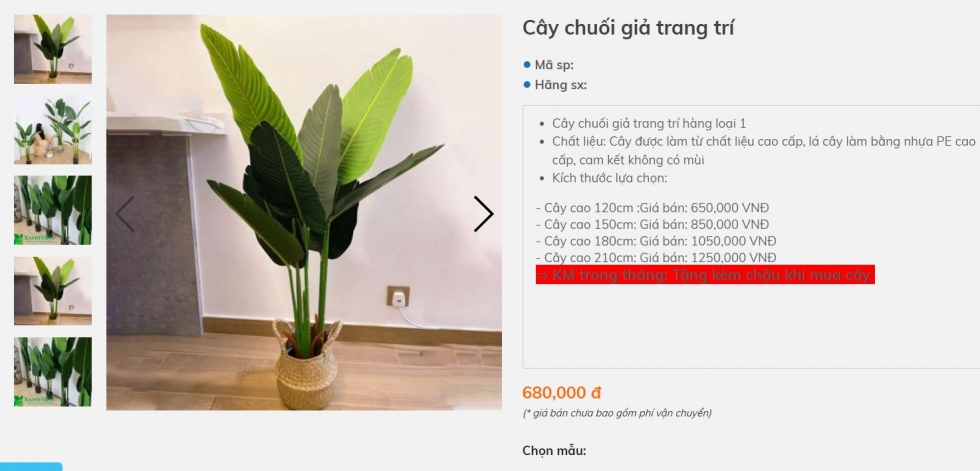 Cây chuối giả trang trí
Mã sp:
Hãng sx:
Cây chuối giả trang trí hàng loại 1
Chất liệu: Cây được làm từ chất liệu cao cấp, lá cây làm bằng nhựa PE cao
cấp, cam kết không có mùi
Kích thước lựa chọn:
- Cây cao 120cm :Giá bán: 650,000 VNĐ
- Cây cao 150cm: Giá bán: 850,000 VNĐ
- Cây cao 180cm: Giá bán: 1050,000 VNĐ
- Cây cao 210cm: Giá bán: 1250,000 VNĐ
KM trong tháng: Tặng kèm chậu khi mua cây
680,000 đ
(* giá bán chưa bao gồm phí vận chuyển)
Chọn mẫu: